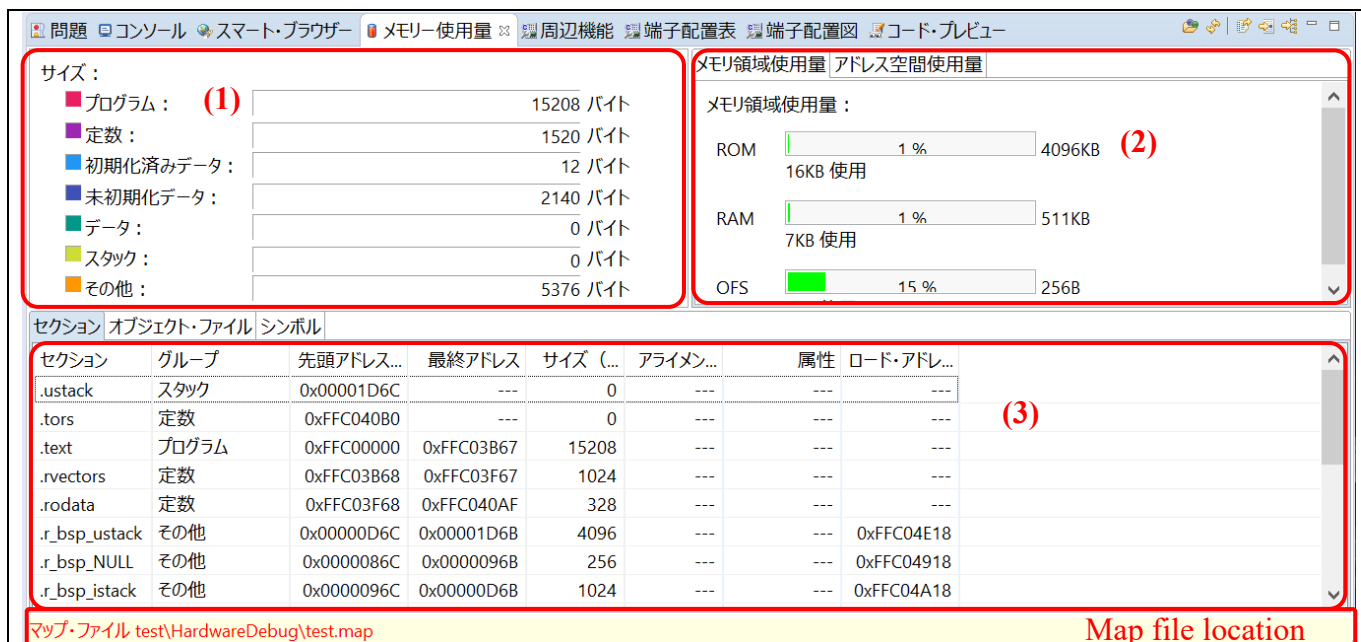 問題 コンソール スマート・ブラウザー メモリー使用量 周辺機能 端子配置表 端子配置図 コード・プレビュー
サイズ：
プログラム： (1) 15208 バイト
定数： 1520 バイト
初期化済みデータ： 12 バイト
未初期化データ： 2140 バイト
データ： 0 バイト
スタック： 0 バイト
その他： 5376 バイト
メモリ領域使用量 アドレス空間使用量
メモリ領域使用量：
ROM 1 % 4096KB (2)
16KB 使用
RAM 1 % 511KB
7KB 使用
OFS 15 % 256B
セクション オブジェクト・ファイル シンボル
セクション グループ 先頭アドレス... 最終アドレス サイズ（... アライメン... 属性 ロード・アドレ...
.ustack スタック 0x00001D6C --- 0 --- --- ---
(3)
.tors 定数 0xFFC040B0 --- 0 --- --- ---
.text プログラム 0xFFC00000 0xFFC03B67 15208 --- --- ---
.rvectors 定数 0xFFC03B68 0xFFC03F67 1024 --- --- ---
.rodata 定数 0xFFC03F68 0xFFC040AF 328 --- --- ---
.r_bsp_ustack その他 0x00000D6C 0x00001D6B 4096 --- --- 0xFFC04E18
.r_bsp_NULL その他 0x0000086C 0x0000096B 256 --- --- 0xFFC04918
.r_bsp_istack その他 0x0000096C 0x00000D6B 1024 --- --- 0xFFC04A18
マップ・ファイル test\HardwareDebug\test.map Map file location